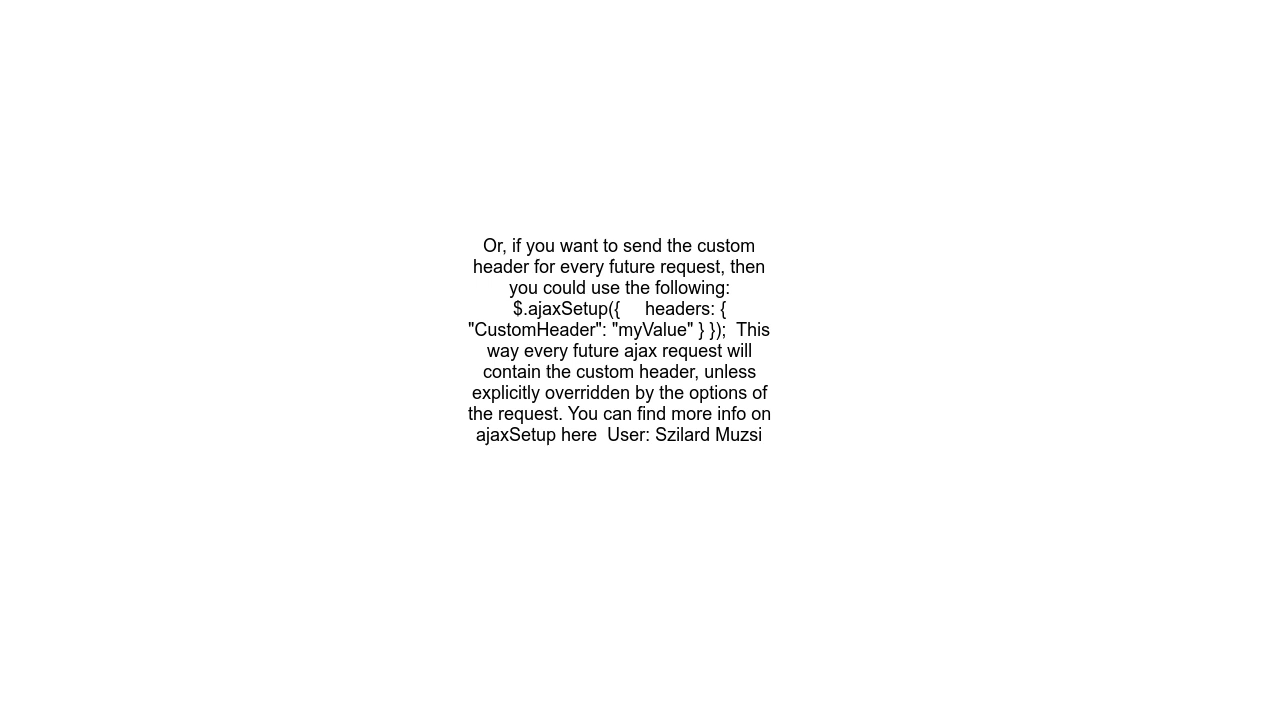 Or, if you want to send the custom
header for every future request, then
you could use the following:
$.ajaxSetup({     headers: {
"CustomHeader": "myValue" } });  This
way every future ajax request will
contain the custom header, unless
explicitly overridden by the options of
the request. You can find more info on
ajaxSetup here  User: Szilard Muzsi